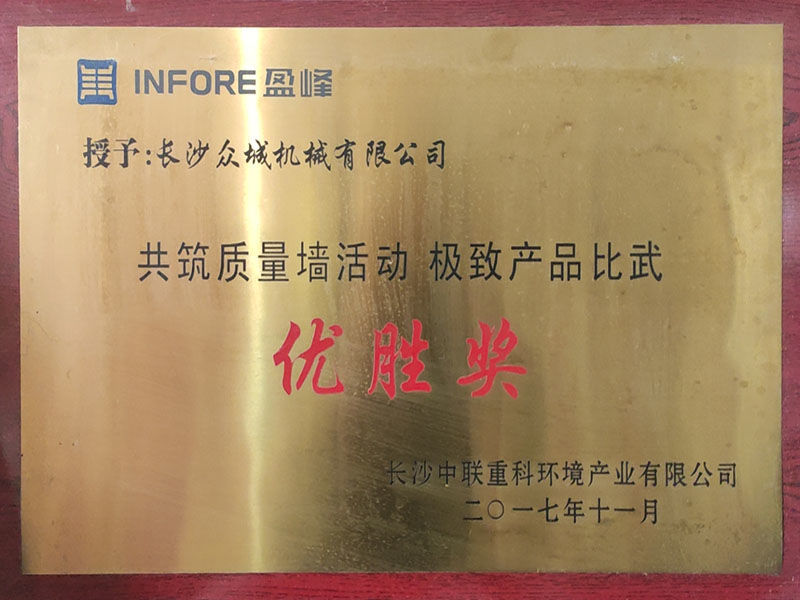 INFORE 盈峰
授予:长沙众城机械有限公司
共筑质量墙活动 极致产品比武
优胜奖
长沙中联重科环境产业有限公司
二〇一七年十一月